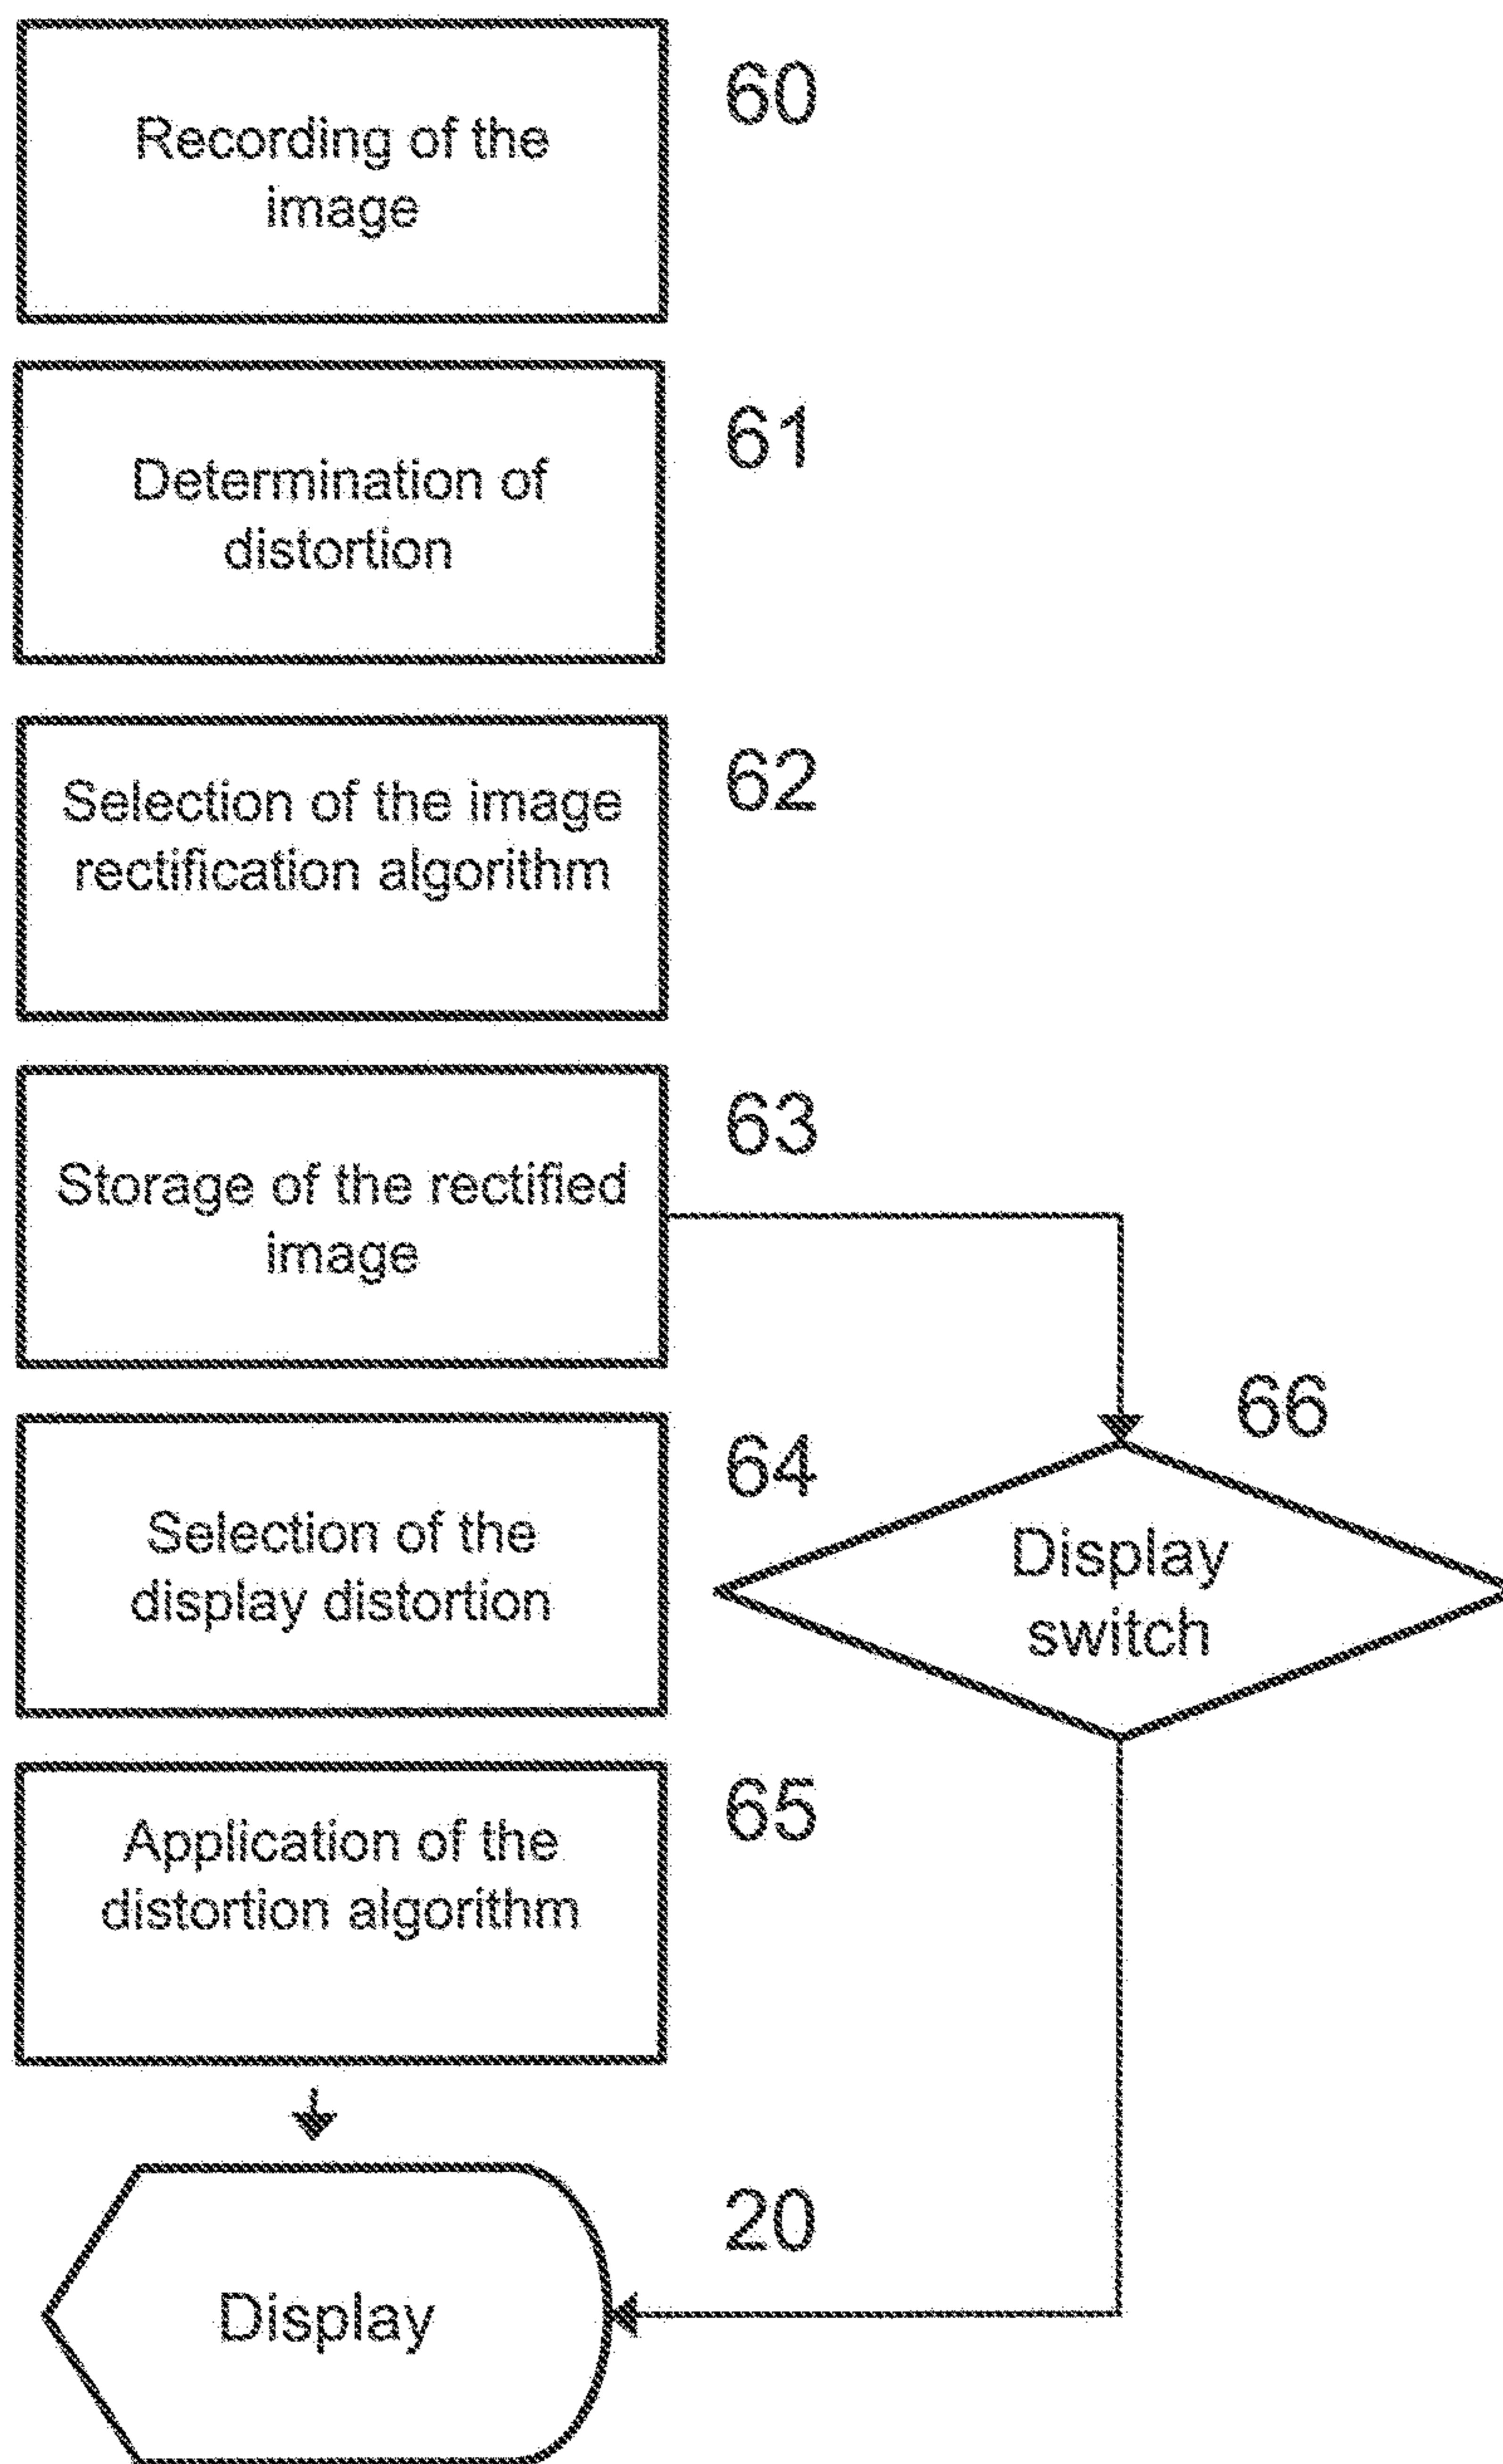 Recording of the
image
60
Determination of
distortion
61
Selection of the image
rectification algorithm
62
Storage of the rectified
image
63
Selection of the
display distortion
64
Display
switch
66
Application of the
distortion algorithm
65
Display
20